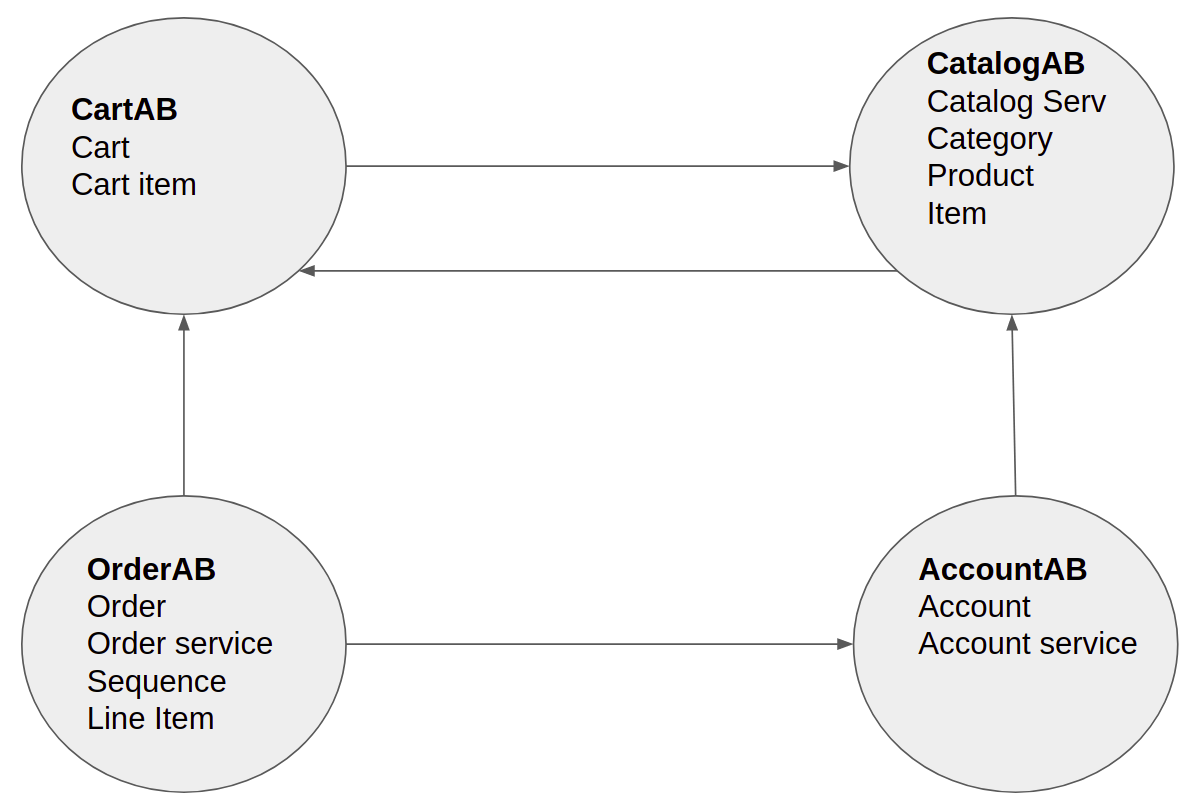 CartAB
Cart
Cart item
CatalogAB
Catalog Serv
Category
Product
Item
OrderAB
Order
Order service
Sequence
Line Item
AccountAB
Account
Account service